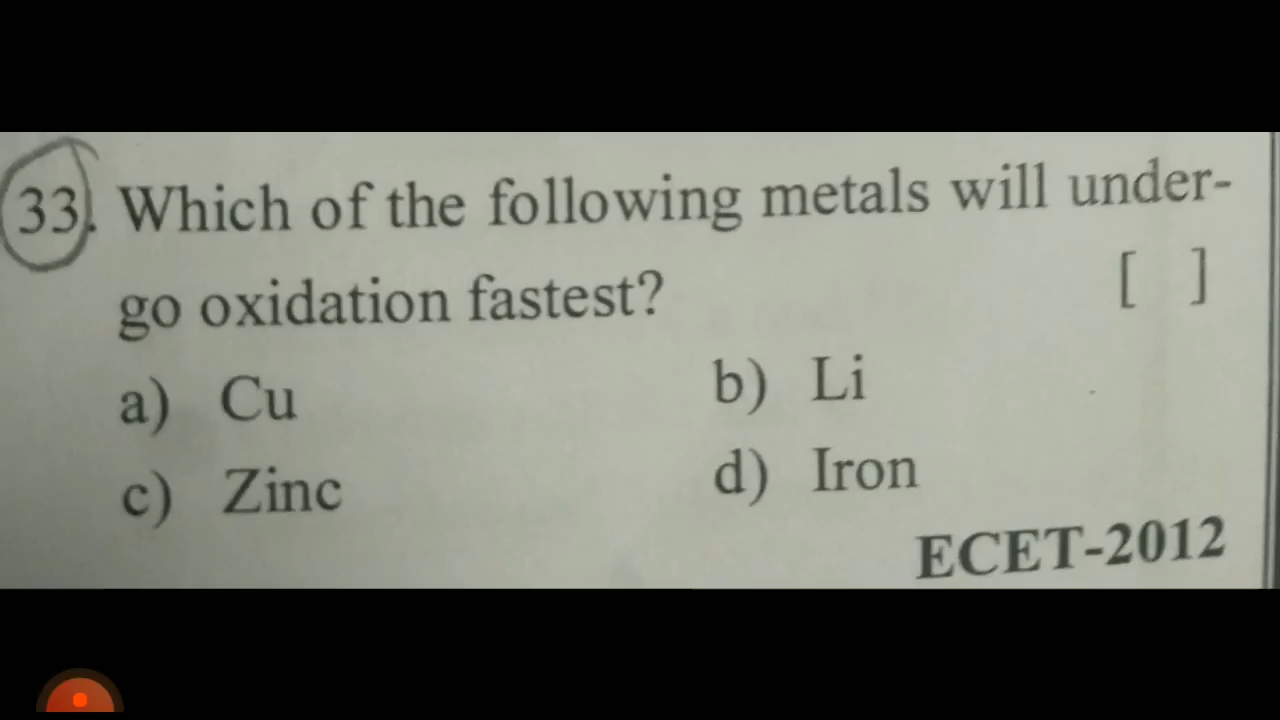 33. Which of the following metals will under-
go oxidation fastest? [ ]
a) Cu b) Li
c) Zinc d) Iron
ECET-2012